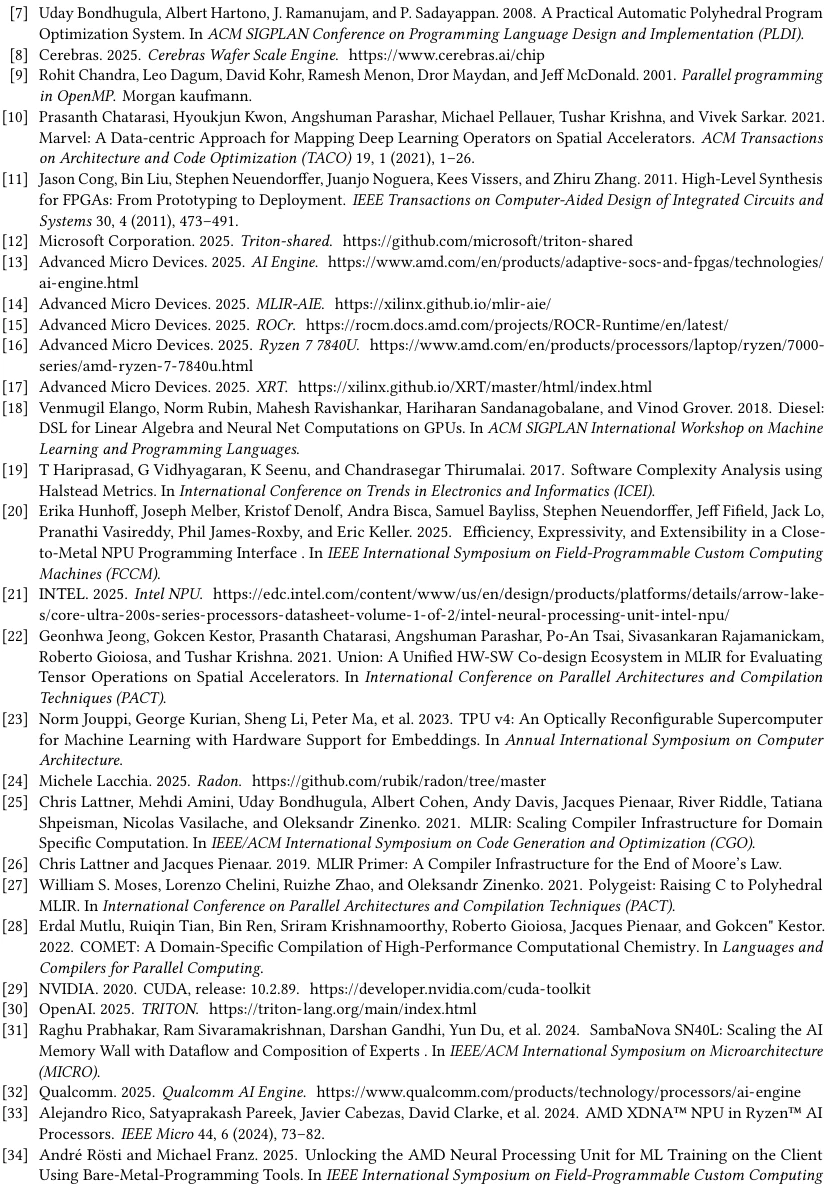 [7] Uday Bondhugula, Albert Hartono, J. Ramanujam, and P. Sadayappan. 2008. A Practical Automatic Polyhedral Program
Optimization System. In ACM SIGPLAN Conference on Programming Language Design and Implementation (PLDI).
[8] Cerebras. 2025. Cerebras Wafer Scale Engine. https://www.cerebras.ai/chip
[9] Rohit Chandra, Leo Dagum, David Kohr, Ramesh Menon, Dror Maydan, and Jeff McDonald. 2001. Parallel programming
in OpenMP. Morgan kaufmann.
[10] Prasanth Chatarasi, Hyoukjun Kwon, Angshuman Parashar, Michael Pellauer, Tushar Krishna, and Vivek Sarkar. 2021.
Marvel: A Data-centric Approach for Mapping Deep Learning Operators on Spatial Accelerators. ACM Transactions
on Architecture and Code Optimization (TACO) 19, 1 (2021), 1–26.
[11] Jason Cong, Bin Liu, Stephen Neuendorffer, Juanjo Noguera, Kees Vissers, and Zhiru Zhang. 2011. High-Level Synthesis
for FPGAs: From Prototyping to Deployment. IEEE Transactions on Computer-Aided Design of Integrated Circuits and
Systems 30, 4 (2011), 473–491.
[12] Microsoft Corporation. 2025. Triton-shared. https://github.com/microsoft/triton-shared
[13] Advanced Micro Devices. 2025. AI Engine. https://www.amd.com/en/products/adaptive-socs-and-fpgas/technologies/
ai-engine.html
[14] Advanced Micro Devices. 2025. MLIR-AIE. https://xilinx.github.io/mlir-aie/
[15] Advanced Micro Devices. 2025. ROCr. https://rocm.docs.amd.com/projects/ROCR-Runtime/en/latest/
[16] Advanced Micro Devices. 2025. Ryzen 7 7840U. https://www.amd.com/en/products/processors/laptop/ryzen/7000-
series/amd-ryzen-7-7840u.html
[17] Advanced Micro Devices. 2025. XRT. https://xilinx.github.io/XRT/master/html/index.html
[18] Venmugil Elango, Norm Rubin, Mahesh Ravishankar, Hariharan Sandanagobalane, and Vinod Grover. 2018. Diesel:
DSL for Linear Algebra and Neural Net Computations on GPUs. In ACM SIGPLAN International Workshop on Machine
Learning and Programming Languages.
[19] T Hariprasad, G Vidhyagaran, K Seenu, and Chandrasegar Thirumalai. 2017. Software Complexity Analysis using
Halstead Metrics. In International Conference on Trends in Electronics and Informatics (ICEI).
[20] Erika Hunhoff, Joseph Melber, Kristof Denolf, Andra Bisca, Samuel Bayliss, Stephen Neuendorffer, Jeff Fifield, Jack Lo,
Pranathi Vasireddy, Phil James-Roxby, and Eric Keller. 2025. Efficiency, Expressivity, and Extensibility in a Close-
to-Metal NPU Programming Interface . In IEEE International Symposium on Field-Programmable Custom Computing
Machines (FCCM).
[21] INTEL. 2025. Intel NPU. https://edc.intel.com/content/www/us/en/design/products/platforms/details/arrow-lake-
s/core-ultra-200s-series-processors-datasheet-volume-1-of-2/intel-neural-processing-unit-intel-npu/
[22] Geonhwa Jeong, Gokcen Kestor, Prasanth Chatarasi, Angshuman Parashar, Po-An Tsai, Sivasankaran Rajamanickam,
Roberto Gioiosa, and Tushar Krishna. 2021. Union: A Unified HW-SW Co-design Ecosystem in MLIR for Evaluating
Tensor Operations on Spatial Accelerators. In International Conference on Parallel Architectures and Compilation
Techniques (PACT).
[23] Norm Jouppi, George Kurian, Sheng Li, Peter Ma, et al. 2023. TPU v4: An Optically Reconfigurable Supercomputer
for Machine Learning with Hardware Support for Embeddings. In Annual International Symposium on Computer
Architecture.
[24] Michele Lacchia. 2025. Radon. https://github.com/rubik/radon/tree/master
[25] Chris Lattner, Mehdi Amini, Uday Bondhugula, Albert Cohen, Andy Davis, Jacques Pienaar, River Riddle, Tatiana
Shpeisman, Nicolas Vasilache, and Oleksandr Zinenko. 2021. MLIR: Scaling Compiler Infrastructure for Domain
Specific Computation. In IEEE/ACM International Symposium on Code Generation and Optimization (CGO).
[26] Chris Lattner and Jacques Pienaar. 2019. MLIR Primer: A Compiler Infrastructure for the End of Moore's Law.
[27] William S. Moses, Lorenzo Chelini, Ruizhe Zhao, and Oleksandr Zinenko. 2021. Polygeist: Raising C to Polyhedral
MLIR. In International Conference on Parallel Architectures and Compilation Techniques (PACT).
[28] Erdal Mutlu, Ruiqin Tian, Bin Ren, Sriram Krishnamoorthy, Roberto Gioiosa, Jacques Pienaar, and Gokcen" Kestor.
2022. COMET: A Domain-Specific Compilation of High-Performance Computational Chemistry. In Languages and
Compilers for Parallel Computing.
[29] NVIDIA. 2020. CUDA, release: 10.2.89. https://developer.nvidia.com/cuda-toolkit
[30] OpenAI. 2025. TRITON. https://triton-lang.org/main/index.html
[31] Raghu Prabhakar, Ram Sivaramakrishnan, Darshan Gandhi, Yun Du, et al. 2024. SambaNova SN40L: Scaling the AI
Memory Wall with Dataflow and Composition of Experts . In IEEE/ACM International Symposium on Microarchitecture
(MICRO).
[32] Qualcomm. 2025. Qualcomm AI Engine. https://www.qualcomm.com/products/technology/processors/ai-engine
[33] Alejandro Rico, Satyaprakash Pareek, Javier Cabezas, David Clarke, et al. 2024. AMD XDNA™ NPU in Ryzen™ AI
Processors. IEEE Micro 44, 6 (2024), 73–82.
[34] André Rösti and Michael Franz. 2025. Unlocking the AMD Neural Processing Unit for ML Training on the Client
Using Bare-Metal-Programming Tools. In IEEE International Symposium on Field-Programmable Custom Computing